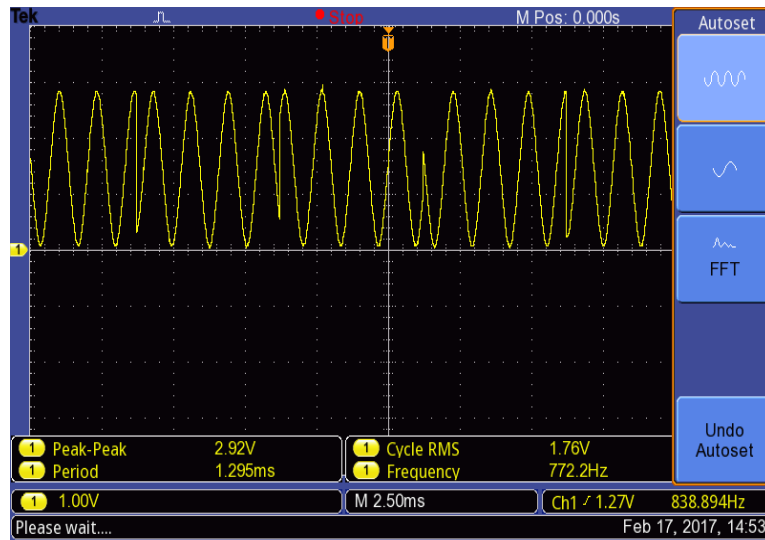 Tek Stop M Pos: 0.000s Autoset
T
1
FFT
Undo
Autoset
1 Peak-Peak 2.92V 1 Cycle RMS 1.76V
1 Period 1.295ms 1 Frequency 772.2Hz
1 1.00V M 2.50ms Ch1 1.27V 838.894Hz
Please wait.... Feb 17, 2017, 14:53